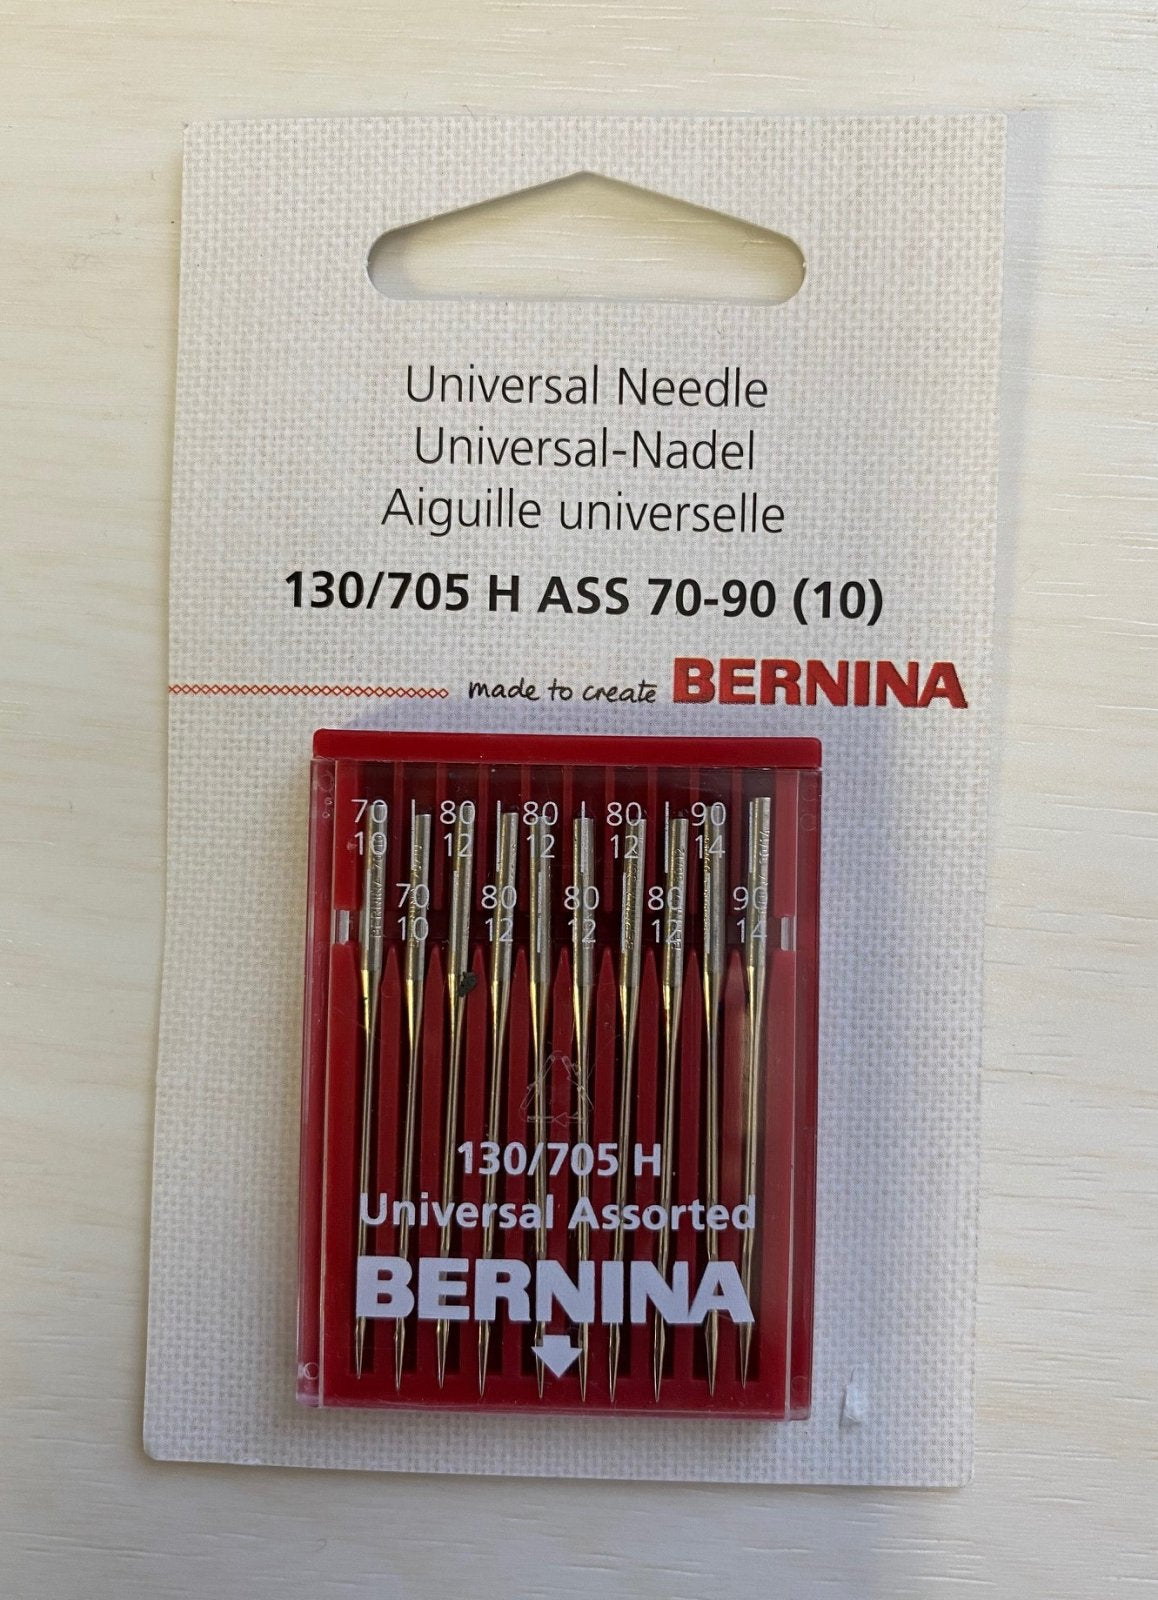 Universal Needle
Universal-Nadel
Aiguille universelle
130/705 H ASS 70-90 (10)
made to create BERNINA
70 80 80 80 90
10 12 12 12 14
70 80 80 80 90
10 12 12 12 14
130/705 H
Universal Assorted
BERNINA